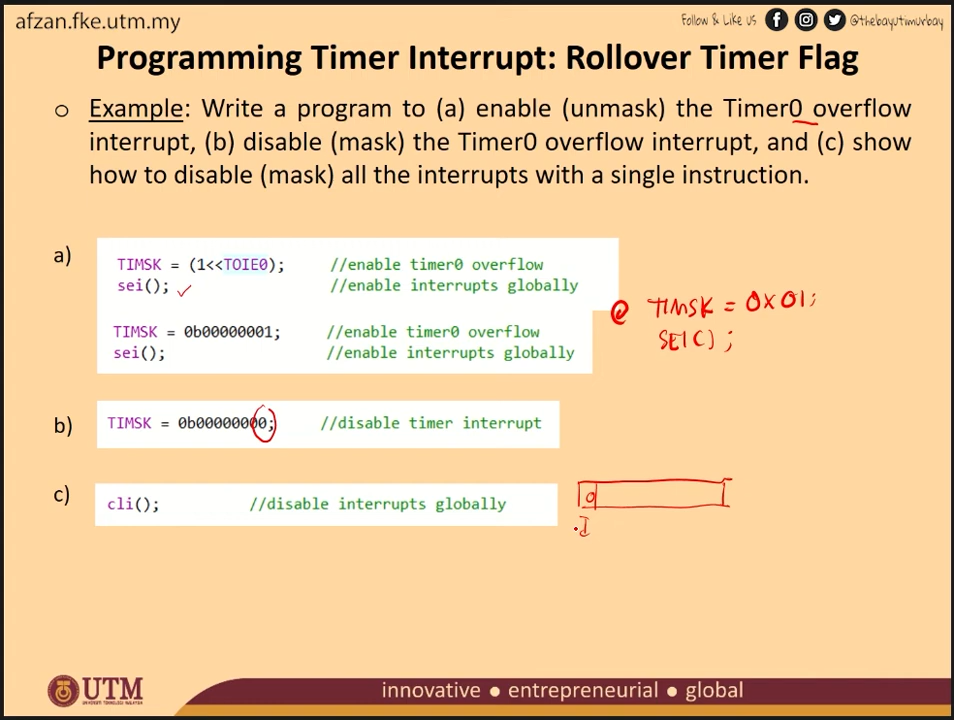 afzan.fke.utm.my
Follow & Like Us @thebayutimurbay
Programming Timer Interrupt: Rollover Timer Flag
o Example: Write a program to (a) enable (unmask) the Timer0 overflow
interrupt, (b) disable (mask) the Timer0 overflow interrupt, and (c) show
how to disable (mask) all the interrupts with a single instruction.
a)
TIMSK = (1<<TOIE0); //enable timer0 overflow
sei(); //enable interrupts globally
TIMSK = 0b00000001; //enable timer0 overflow
sei(); //enable interrupts globally
@ TIMSK = 0X01;
SEI();
b)
TIMSK = 0b00000000; //disable timer interrupt
c)
cli(); //disable interrupts globally
0
I
UTM
UNIVERSITI TEKNOLOGI MALAYSIA
innovative ● entrepreneurial ● global